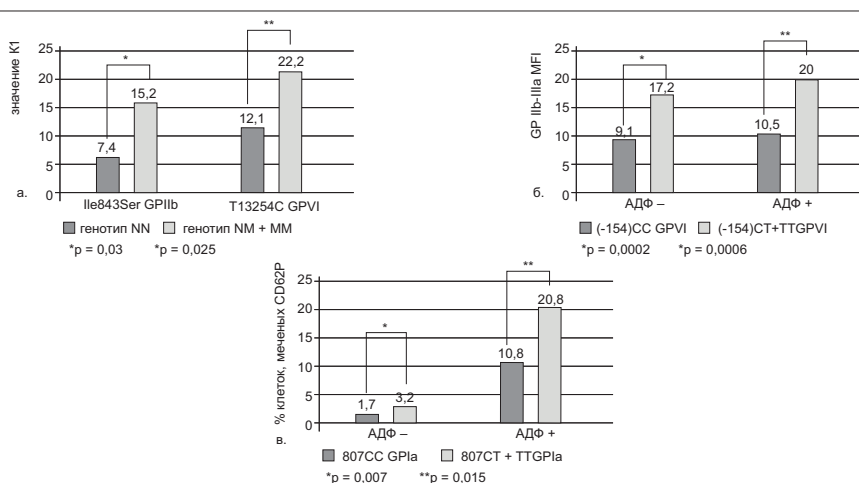 значение К1
25
20
15
10
5
0
*
**
7,4
15,2
12,1
22,2
Ile843Ser GPIIb
T13254C GPVI
а.
генотип NN генотип NM + MM
*p = 0,03 *p = 0,025
GP IIb-IIIa MFI
25
20
15
10
5
0
*
**
9,1
17,2
10,5
20
АДФ –
АДФ +
б.
(-154)CC GPVI (-154)CT+TTGPVI
*p = 0,0002 *p = 0,0006
% клеток, меченых CD62P
25
20
15
10
5
0
*
**
1,7
3,2
10,8
20,8
АДФ –
АДФ +
в.
807CC GPIa 807CT + TTGPIa
*p = 0,007 **p = 0,015